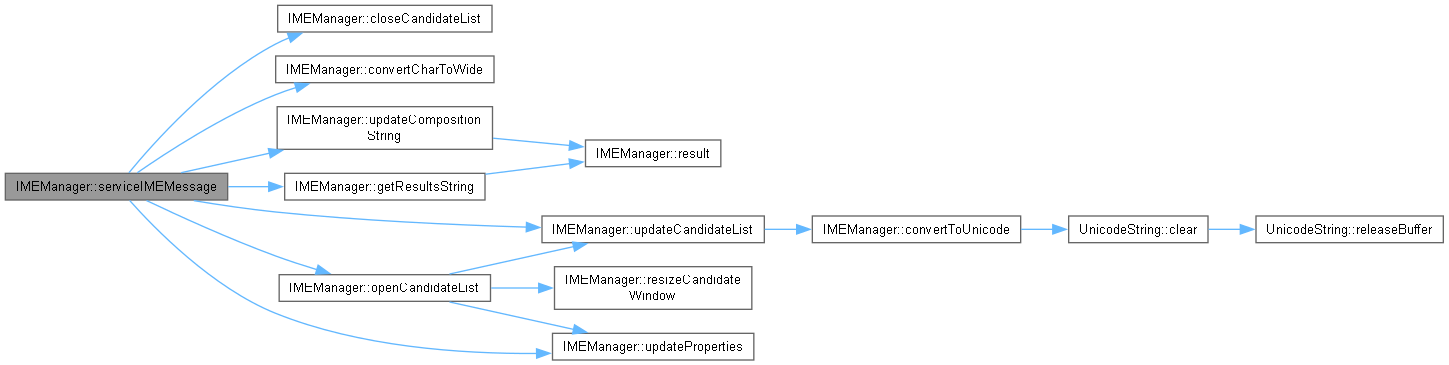 IMEManager::closeCandidateList
IMEManager::convertCharToWide
IMEManager::updateComposition
String
IMEManager::result
IMEManager::serviceIMEMessage
IMEManager::getResultsString
IMEManager::updateCandidateList
IMEManager::convertToUnicode
UnicodeString::clear
UnicodeString::releaseBuffer
IMEManager::openCandidateList
IMEManager::resizeCandidate
Window
IMEManager::updateProperties